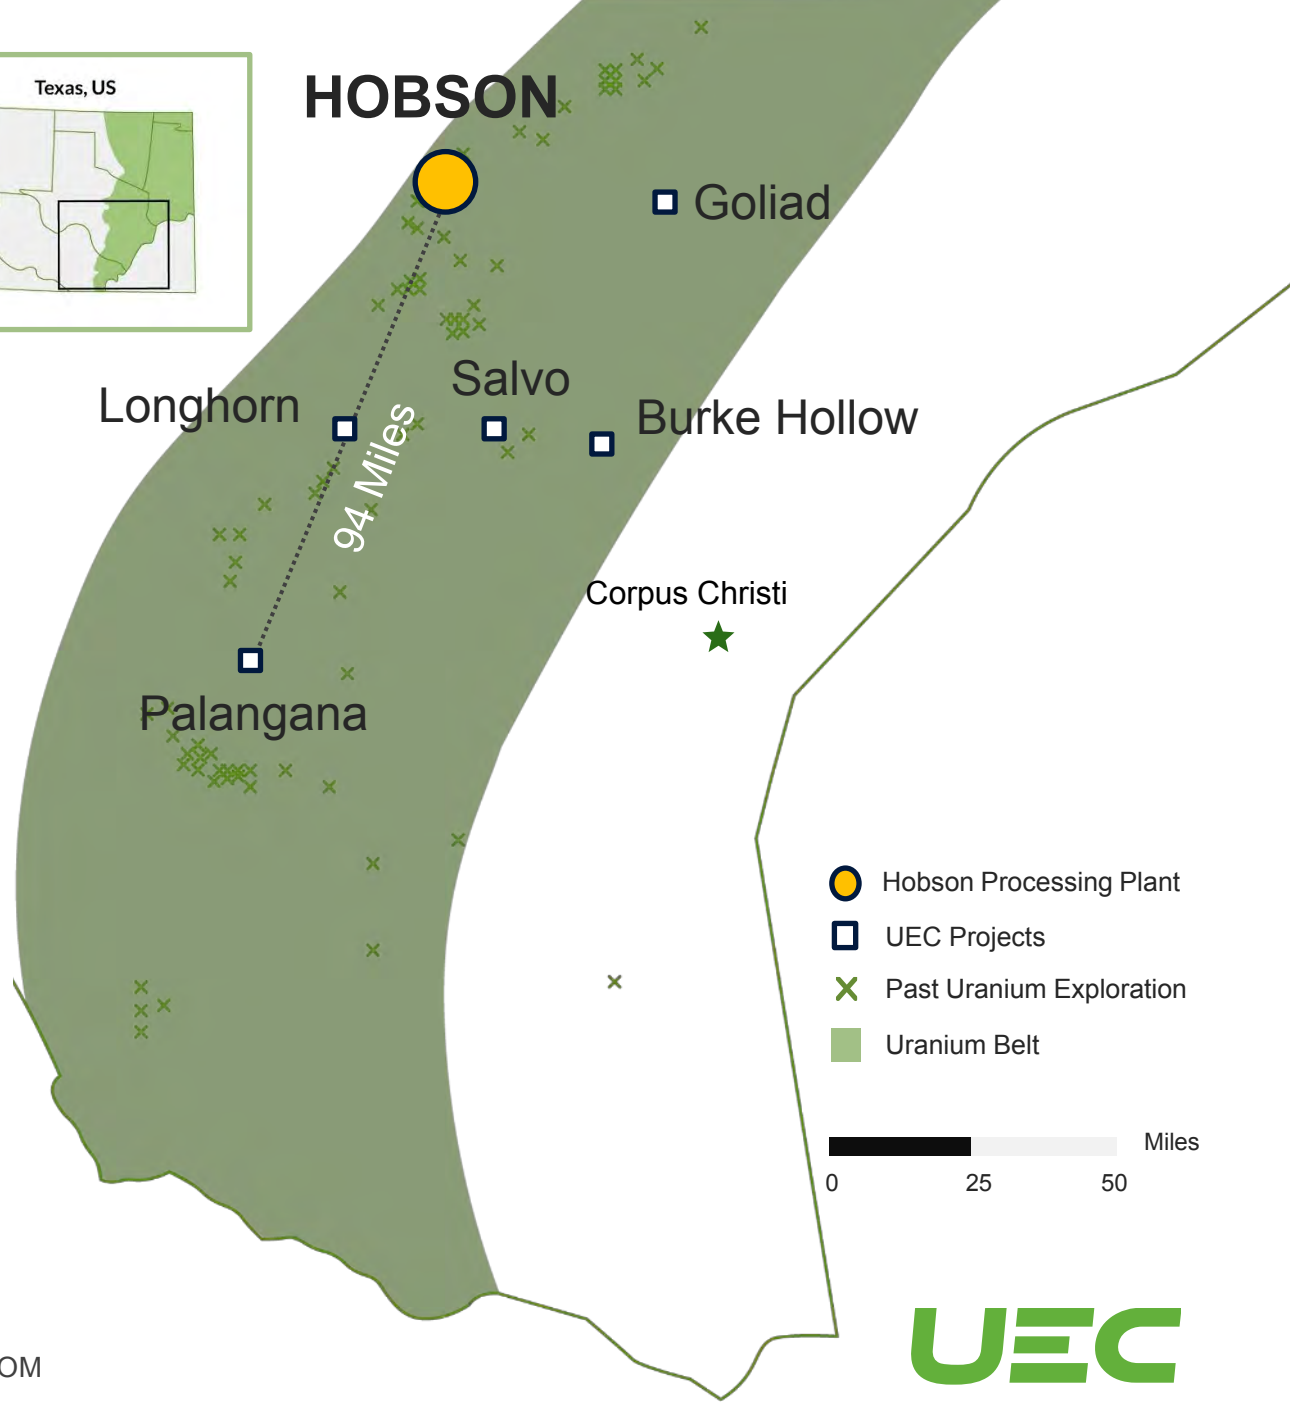 Texas, US
HOBSON
Goliad
Salvo
Longhorn
Burke Hollow
94 Miles
Corpus Christi
Palangana
Hobson Processing Plant
UEC Projects
Past Uranium Exploration
Uranium Belt
Miles
0 25 50
UEC
OM